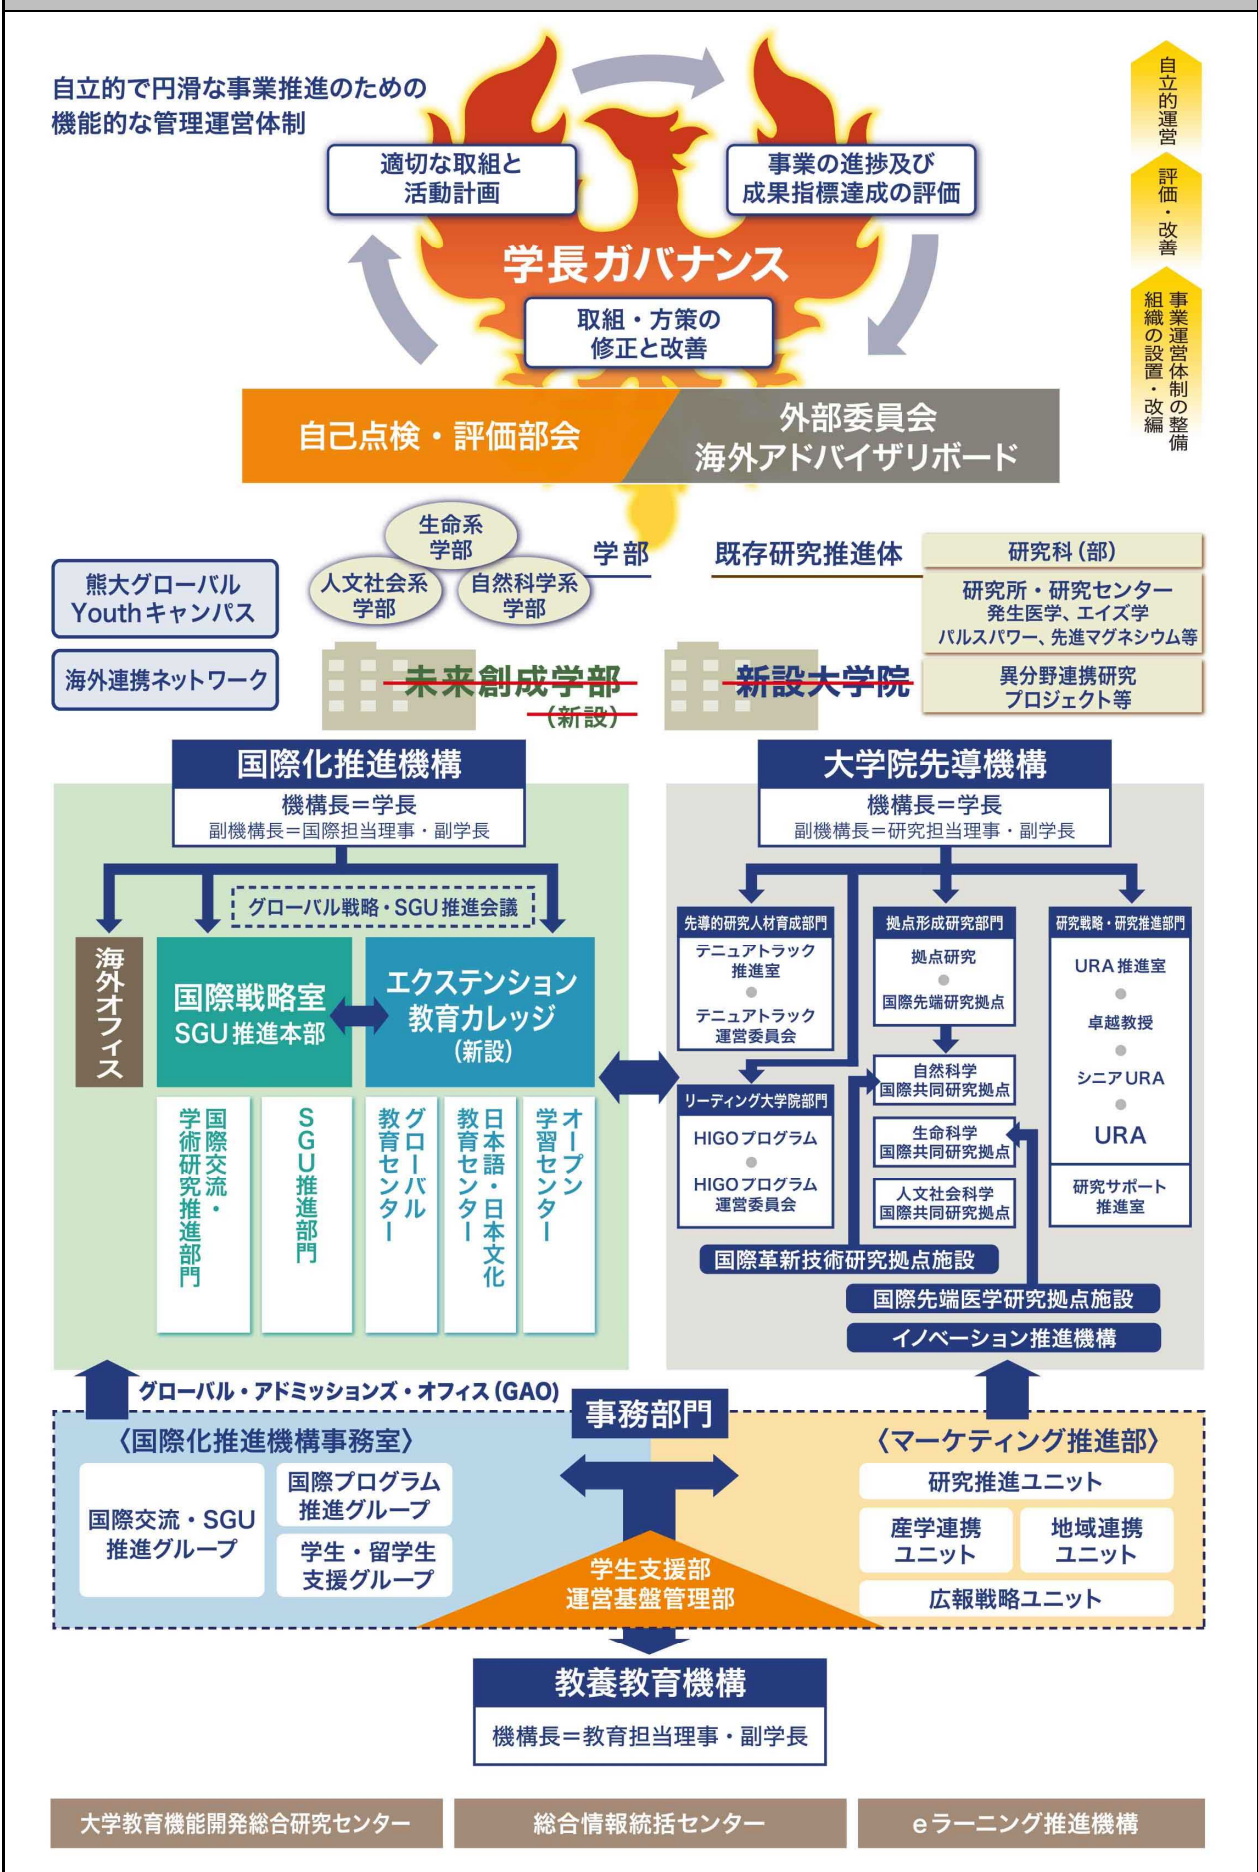 自立的で円滑な事業推進のための
機能的な管理運営体制
適切な取組と
活動計画
事業の進捗及び
成果指標達成の評価
学長ガバナンス
取組・方策の
修正と改善
自立的運営
評価・改善
事業運営体制の整備
組織の設置・改編
自己点検・評価部会
外部委員会
海外アドバイザリボード
熊大グローバル
Youthキャンパス
海外連携ネットワーク
生命系
学部
人文社会系
学部
自然科学系
学部
学部
既存研究推進体
研究科(部)
研究所・研究センター
発生医学、エイズ学
パルスパワー、先進マグネシウム等
異分野連携研究
プロジェクト等
未来創成学部
(新設)
新設大学院
国際化推進機構
機構長=学長
副機構長=国際担当理事・副学長
グローバル戦略・SGU推進会議
海外オフィス
国際戦略室
SGU推進本部
エクステンション
教育カレッジ
(新設)
国際交流・
学術研究推進部門
SGU推進部門
グローバル
教育センター
日本語・日本文化
教育センター
オープン
学習センター
大学院先導機構
機構長=学長
副機構長=研究担当理事・副学長
先導的研究人材育成部門
テニュアトラック
推進室
テニュアトラック
運営委員会
リーディング大学院部門
HIGOプログラム
HIGOプログラム
運営委員会
拠点形成研究部門
拠点研究
国際先端研究拠点
自然科学
国際共同研究拠点
生命科学
国際共同研究拠点
人文社会科学
国際共同研究拠点
研究戦略・研究推進部門
URA推進室
卓越教授
シニアURA
URA
研究サポート
推進室
国際革新技術研究拠点施設
国際先端医学研究拠点施設
イノベーション推進機構
グローバル・アドミッションズ・オフィス(GAO)
事務部門
〈国際化推進機構事務室〉
国際交流・SGU
推進グループ
国際プログラム
推進グループ
学生・留学生
支援グループ
〈マーケティング推進部〉
研究推進ユニット
産学連携
ユニット
地域連携
ユニット
広報戦略ユニット
学生支援部
運営基盤管理部
教養教育機構
機構長=教育担当理事・副学長
大学教育機能開発総合研究センター
総合情報統括センター
eラーニング推進機構